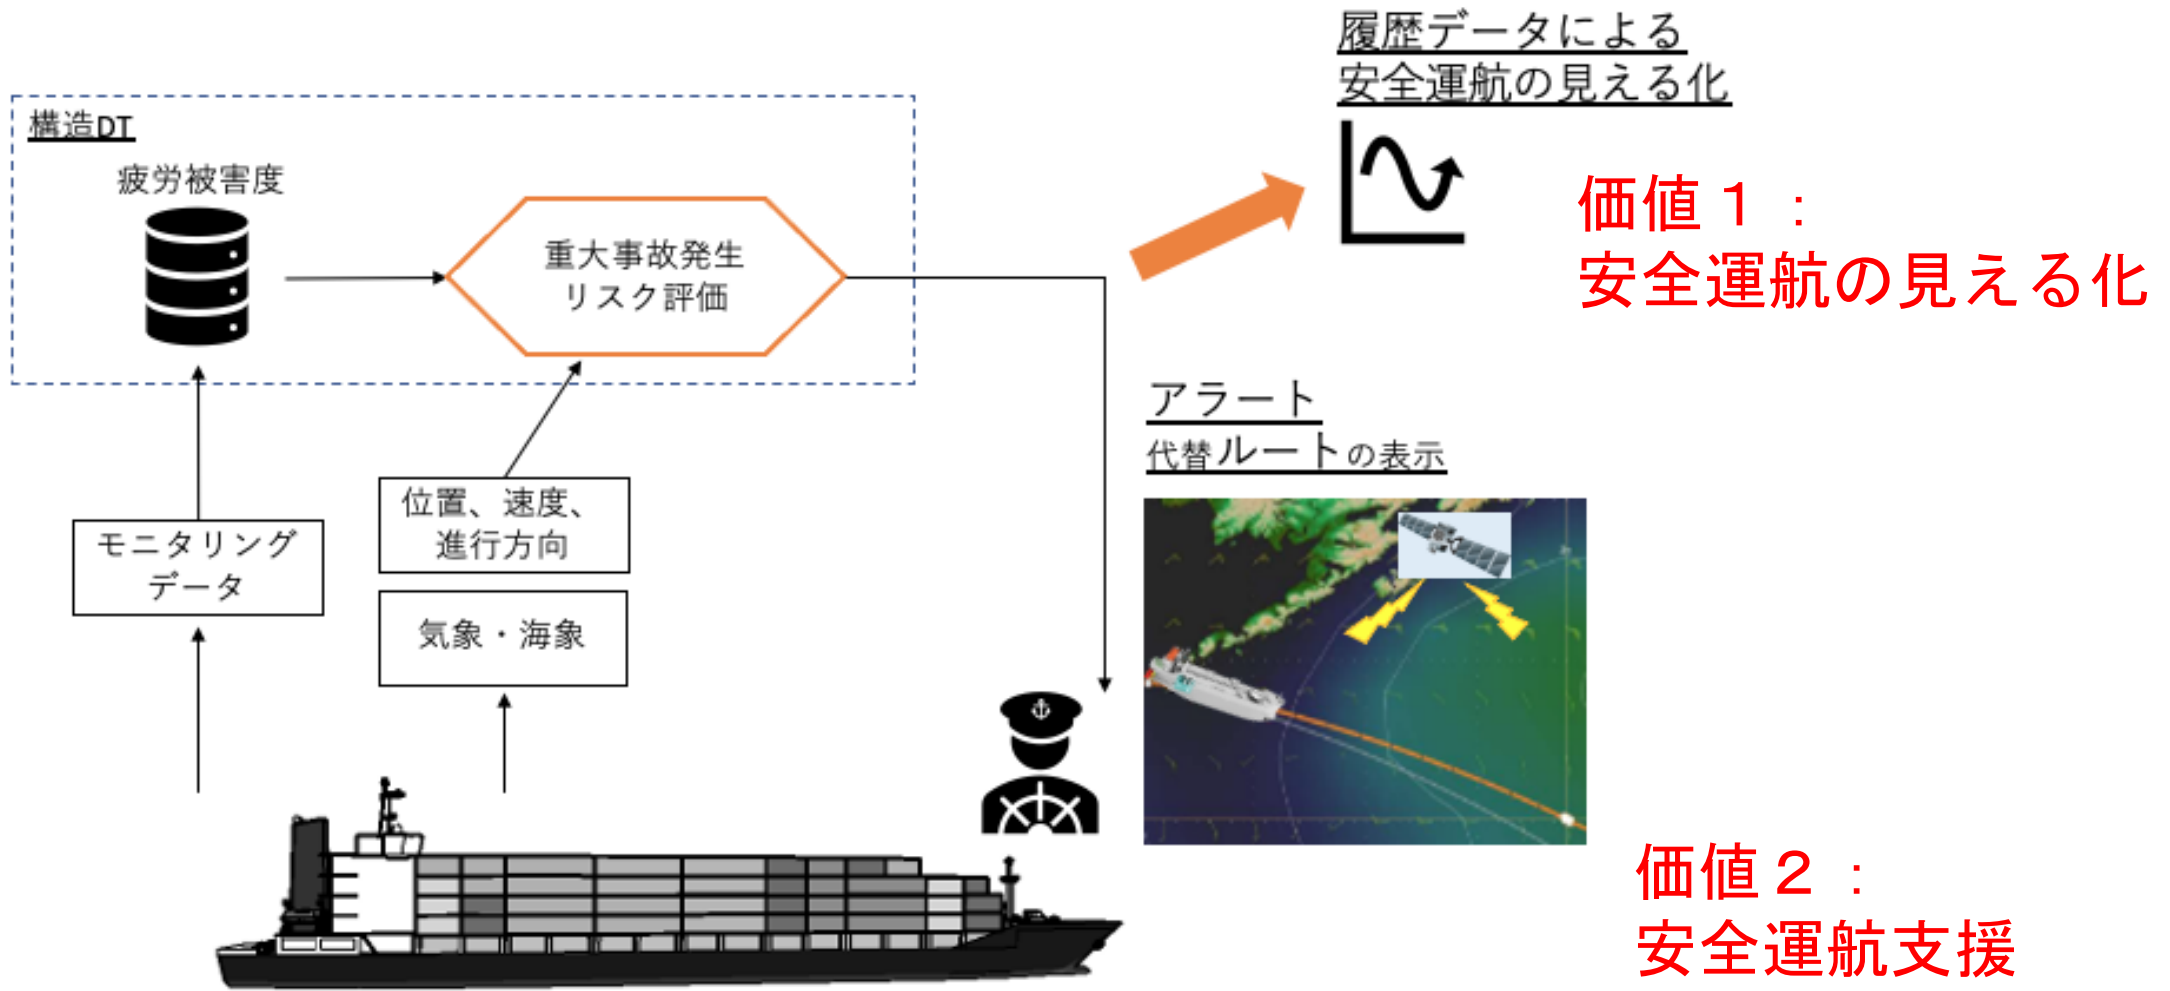 履歴データによる
安全運航の見える化
構造DT
疲労被害度
重大事故発生
リスク評価
価値１：
安全運航の見える化
アラート
代替ルートの表示
位置、速度、
進行方向
モニタリング
データ
気象・海象
価値２：
安全運航支援